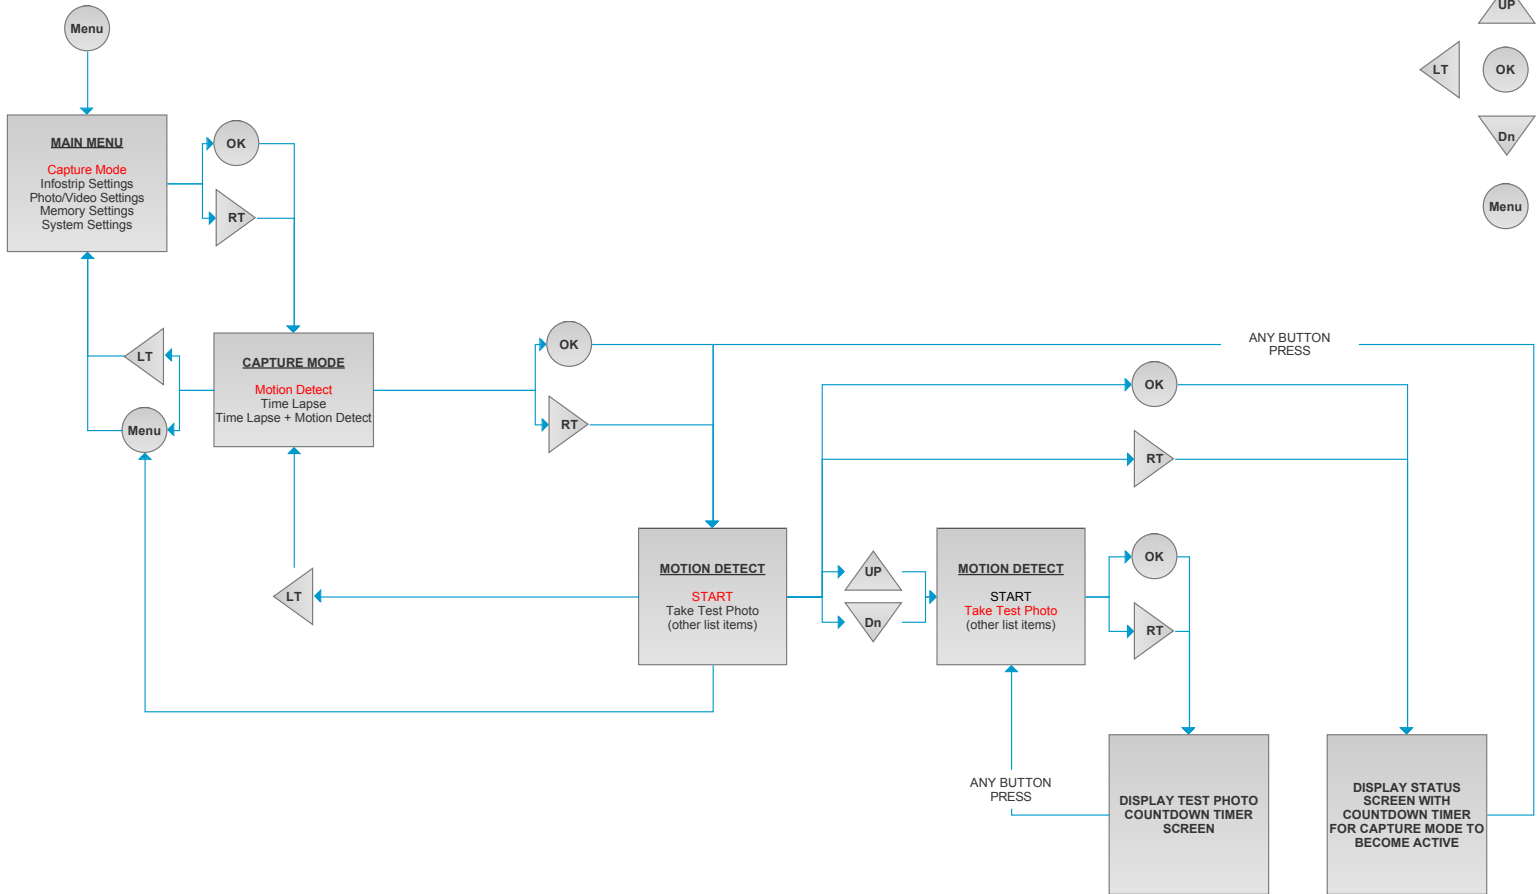 Menu
UP
LT
OK
Dn
Menu
MAIN MENU
Capture Mode
Infostrip Settings
Photo/Video Settings
Memory Settings
System Settings
OK
RT
LT
Menu
CAPTURE MODE
Motion Detect
Time Lapse
Time Lapse + Motion Detect
OK
RT
ANY BUTTON
PRESS
OK
RT
LT
MOTION DETECT
START
Take Test Photo
(other list items)
UP
Dn
MOTION DETECT
START
Take Test Photo
(other list items)
OK
RT
ANY BUTTON
PRESS
DISPLAY TEST PHOTO
COUNTDOWN TIMER
SCREEN
DISPLAY STATUS
SCREEN WITH
COUNTDOWN TIMER
FOR CAPTURE MODE TO
BECOME ACTIVE